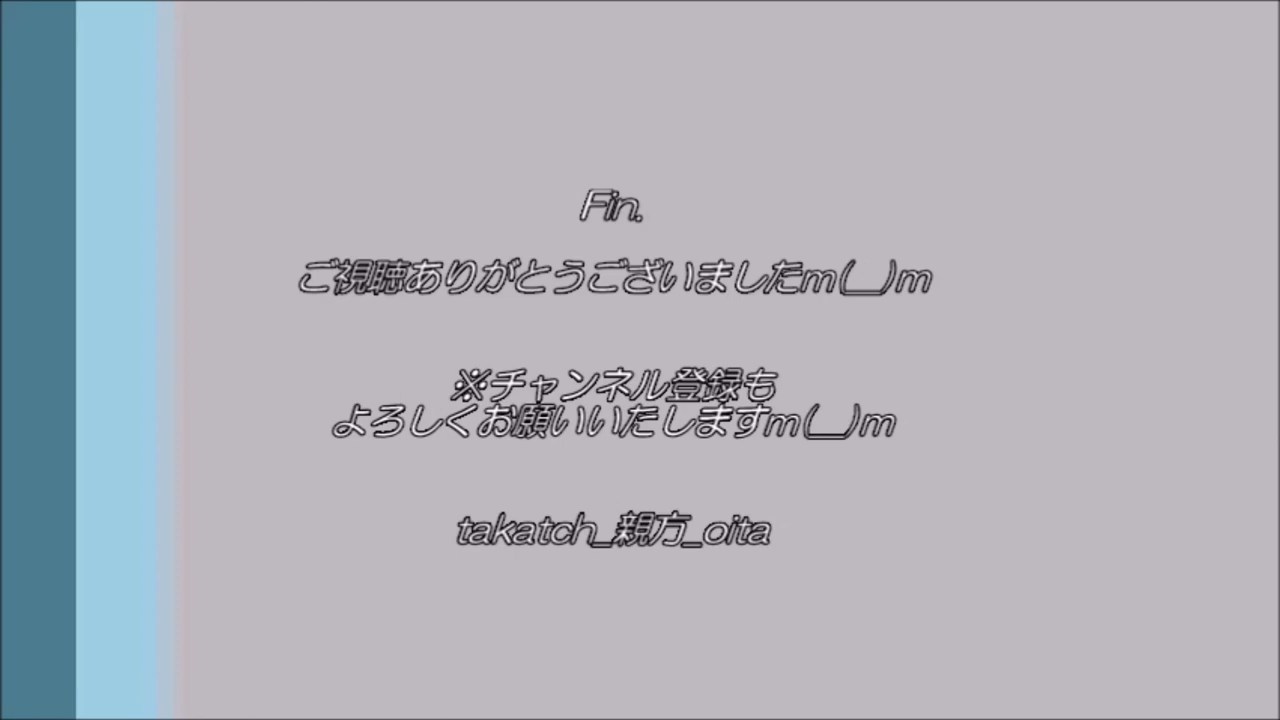 Fin.
ご視聴ありがとうございましたm(__)m
※チャンネル登録も
よろしくお願いいたしますm(__)m
takatch_親方_oita